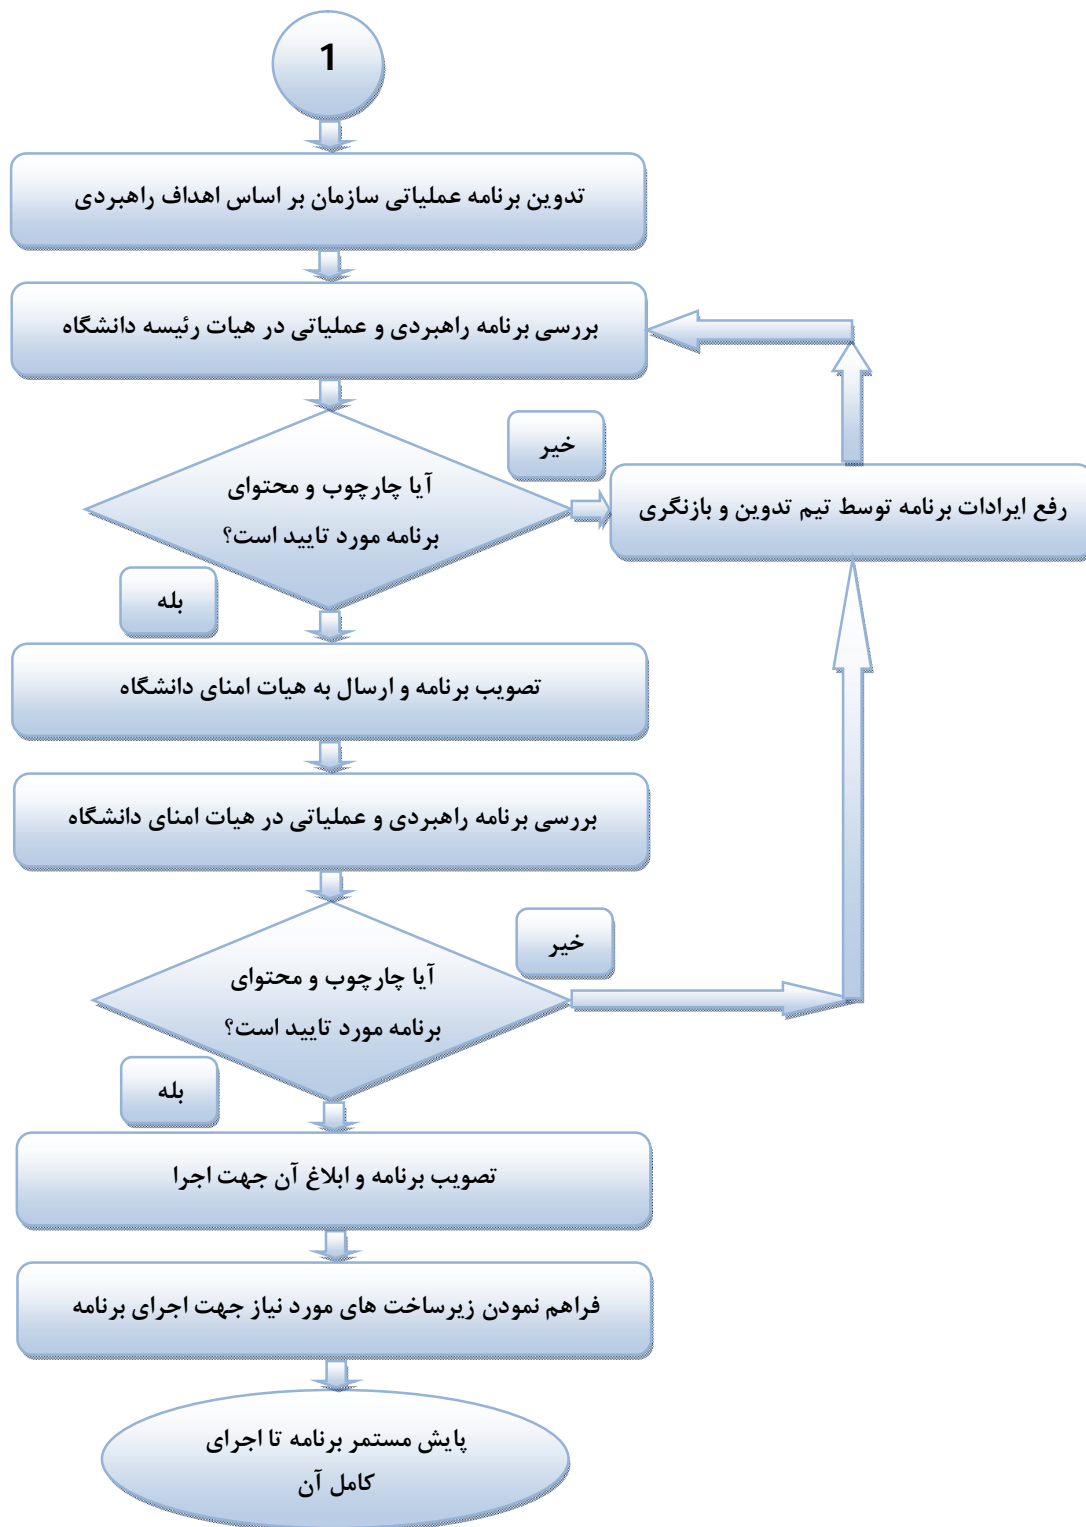 1
تدوین برنامه عملیاتی سازمان بر اساس اهداف راهبردی
بررسی برنامه راهبردی و عملیاتی در هیات رئیسه دانشگاه
آیا چارچوب و محتوای
برنامه مورد تایید است؟
خیر
رفع ایرادات برنامه توسط تیم تدوین و بازنگری
بله
تصویب برنامه و ارسال به هیات امنای دانشگاه
بررسی برنامه راهبردی و عملیاتی در هیات امنای دانشگاه
آیا چارچوب و محتوای
برنامه مورد تایید است؟
خیر
بله
تصویب برنامه و ابلاغ آن جهت اجرا
فراهم نمودن زیرساخت های مورد نیاز جهت اجرای برنامه
پایش مستمر برنامه تا اجرای
کامل آن